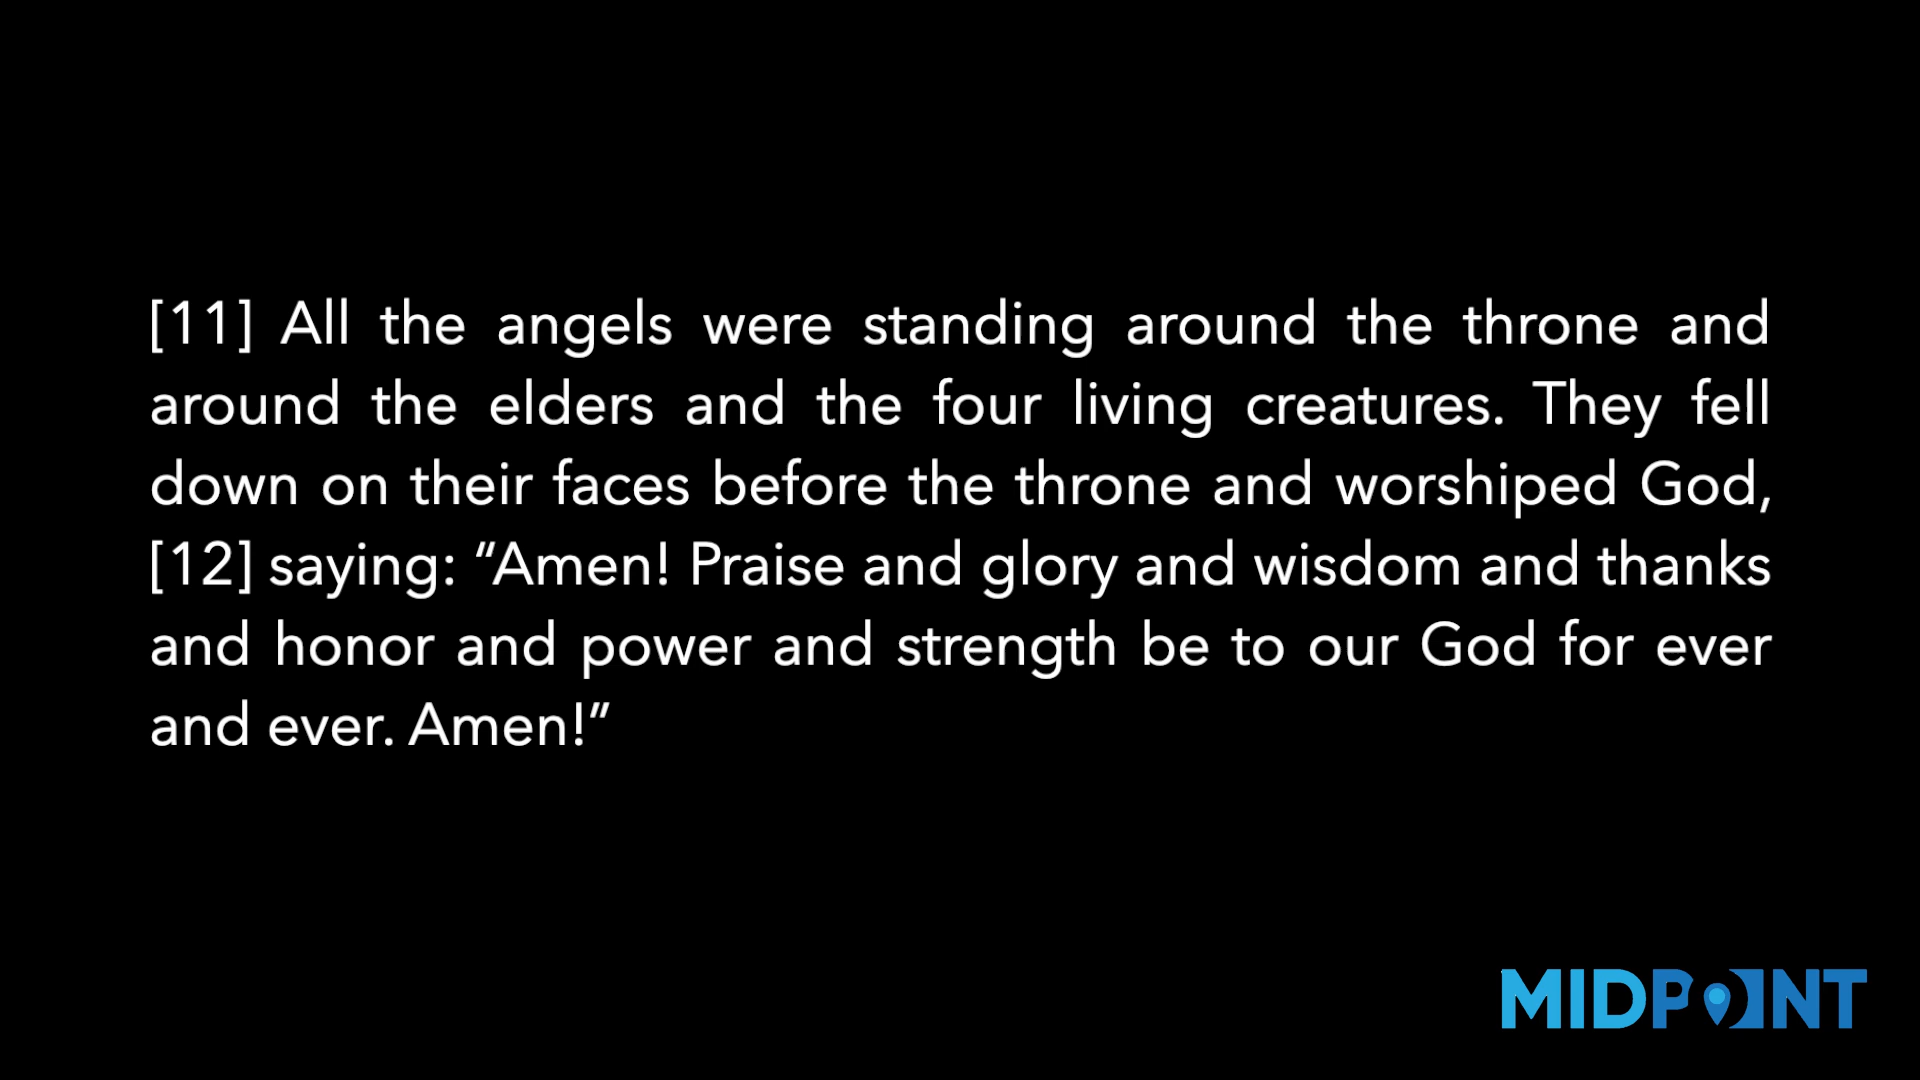 [11] All the angels were standing around the throne and
around the elders and the four living creatures. They fell
down on their faces before the throne and worshiped God,
[12] saying: “Amen! Praise and glory and wisdom and thanks
and honor and power and strength be to our God for ever
and ever. Amen!”
MIDPOINT